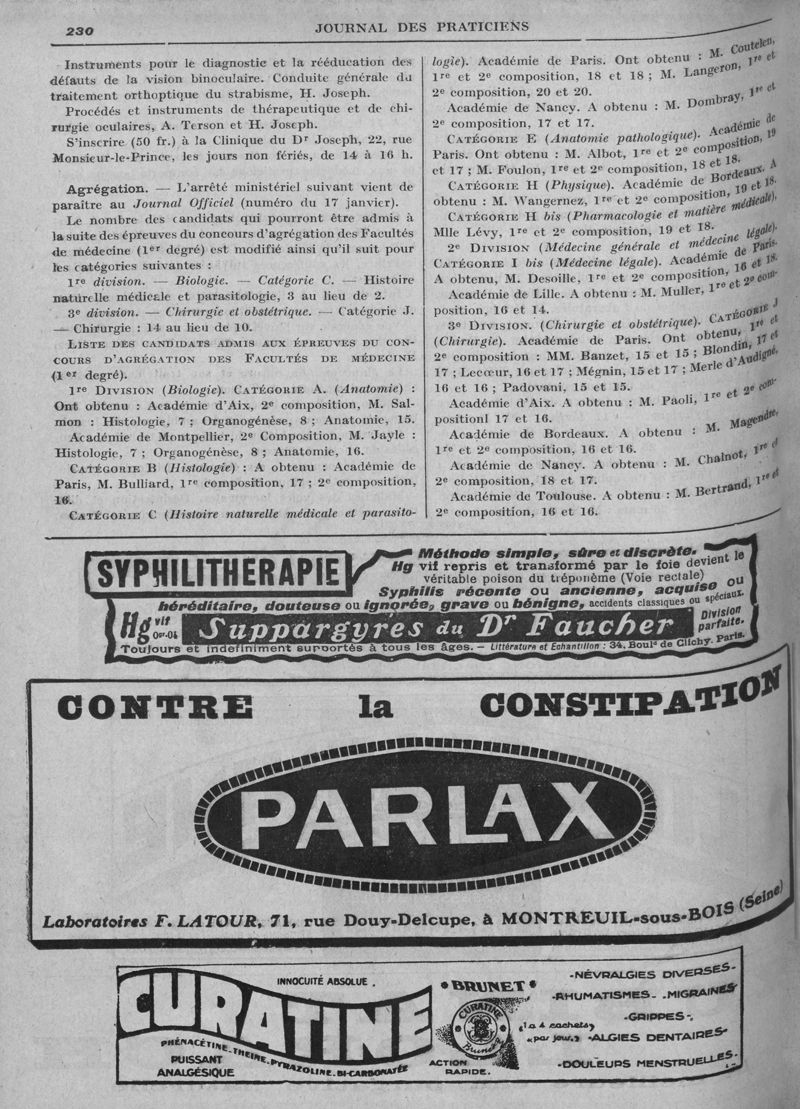 230
JOURNAL DES PRATICIENS
Instruments pour le diagnostic et la rééducation des
défauts de la vision binoculaire. Conduite générale du
traitement orthoptique du strabisme, H. Joseph.
Procédés et instruments de thérapeutique et de chi-
rurgie oculaires, A. Terson et H. Joseph.
S'inscrire (50 fr.) à la Clinique du Dr Joseph, 22, rue
Monsieur-le-Prince, les jours non fériés, de 14 à 16 h.
Agrégation. — L'arrêté ministériel suivant vient de
paraître au Journal Officiel (numéro du 17 janvier).
Le nombre des candidats qui pourront être admis à
la suite des épreuves du concours d'agrégation des Facultés
de médecine (1er degré) est modifié ainsi qu'il suit pour
les catégories suivantes :
1re division. — Biologie. — Catégorie C. — Histoire
naturelle médicale et parasitologie, 3 au lieu de 2.
3e division. — Chirurgie et obstétrique. — Catégorie J.
— Chirurgie : 14 au lieu de 10.
LISTE DES CANDIDATS ADMIS AUX ÉPREUVES DU CON-
COURS D'AGRÉGATION DES FACULTÉS DE MÉDECINE
(1er degré).
1re DIVISION (Biologie). CATÉGORIE A. (Anatomie) :
Ont obtenu : Académie d'Aix, 2e composition, M. Sal-
mon : Histologie, 7 ; Organogénèse, 8 ; Anatomie, 15.
Académie de Montpellier, 2e Composition, M. Jayle :
Histologie, 7 ; Organogénèse, 8 ; Anatomie, 16.
CATÉGORIE B (Histologie) : A obtenu : Académie de
Paris, M. Bulliard, 1re composition, 17 ; 2e composition,
16.
CATÉGORIE C (Histoire naturelle médicale et parasito-
logie). Académie de Paris. Ont obtenu : M. Coutelen,
1re et 2e composition, 18 et 18 ; M. Langeron, 1re et
2e composition, 20 et 20.
Académie de Nancy. A obtenu : M. Dombray, 1re et
2e composition, 17 et 17.
CATÉGORIE E (Anatomie pathologique). Académie de
Paris. Ont obtenu : M. Albot, 1re et 2e composition, 19
et 17 ; M. Foulon, 1re et 2e composition, 18 et 18.
CATÉGORIE H (Physique). Académie de Bordeaux. A
obtenu : M. Wangernez, 1re et 2e composition, 19 et 18.
CATÉGORIE H bis (Pharmacologie et matière médicale),
Mlle Lévy, 1re et 2e composition, 19 et 18.
2e DIVISION (Médecine générale et médecine légale).
CATÉGORIE I bis (Médecine légale). Académie de Paris.
A obtenu, M. Desoille, 1re et 2e composition, 16 et 18.
Académie de Lille. A obtenu : M. Muller, 1re et 2e com-
position, 16 et 14.
3e DIVISION. (Chirurgie et obstétrique). CATÉGORIE J
(Chirurgie). Académie de Paris. Ont obtenu, 1re et
2e composition : MM. Banzet, 15 et 15 ; Blondin, 17 et
17 ; Lecœur, 16 et 17 ; Mégnin, 15 et 17 ; Merle d'Audigné,
16 et 16 ; Padovani, 15 et 15.
Académie d'Aix. A obtenu : M. Paoli, 1re et 2e com-
positionl 17 et 16.
Académie de Bordeaux. A obtenu : M. Magendre,
1re et 2e composition, 16 et 16.
Académie de Nancy. A obtenu : M. Chalnot, 1re et
2e composition, 18 et 17.
Académie de Toulouse. A obtenu : M. Bertrand, 1re et
2e composition, 16 et 16.
SYPHILITHERAPIE
Méthode simple, sûre et discrète.
Hg vif repris et transformé par le foie devient le
véritable poison du tréponème (Voie rectale)
Syphilis récente ou ancienne, acquise ou
héréditaire, douteuse ou ignorée, grave ou bénigne, accidents classiques ou spéciaux.
Hg vif 0gr.04 Suppargyres du Dr Faucher Division parfaite.
Toujours et indéfiniment supportés à tous les âges. — Littérature et Echantillon : 34, Bould de Clichy. Paris.
CONTRE la CONSTIPATION
PARLAX
Laboratoires F. LATOUR, 71, rue Douy-Delcupe, à MONTREUIL-sous-BOIS (Seine)
CURATINE
INNOCUITÉ ABSOLUE.
PHÉNACÉTINE-THEINE-PYRAZOLINE-BI-CARBONATÉE
PUISSANT
ANALGÉSIQUE
"BRUNET"
CURATINE
Brunet
ACTION
RAPIDE.
«1 à 4 cachets»
«par jour.»
-NÉVRALGIES DIVERSES-
-RHUMATISMES- -MIGRAINES
-GRIPPES-
-ALGIES DENTAIRES-
-DOULEURS MENSTRUELLES-